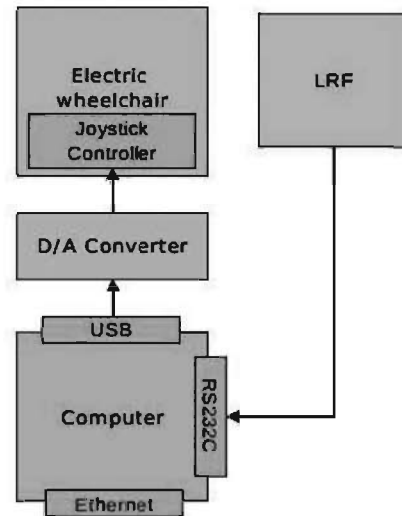 Electric
wheelchair
Joystick
Controller
LRF
D/A Converter
USB
Computer
RS232C
Ethernet